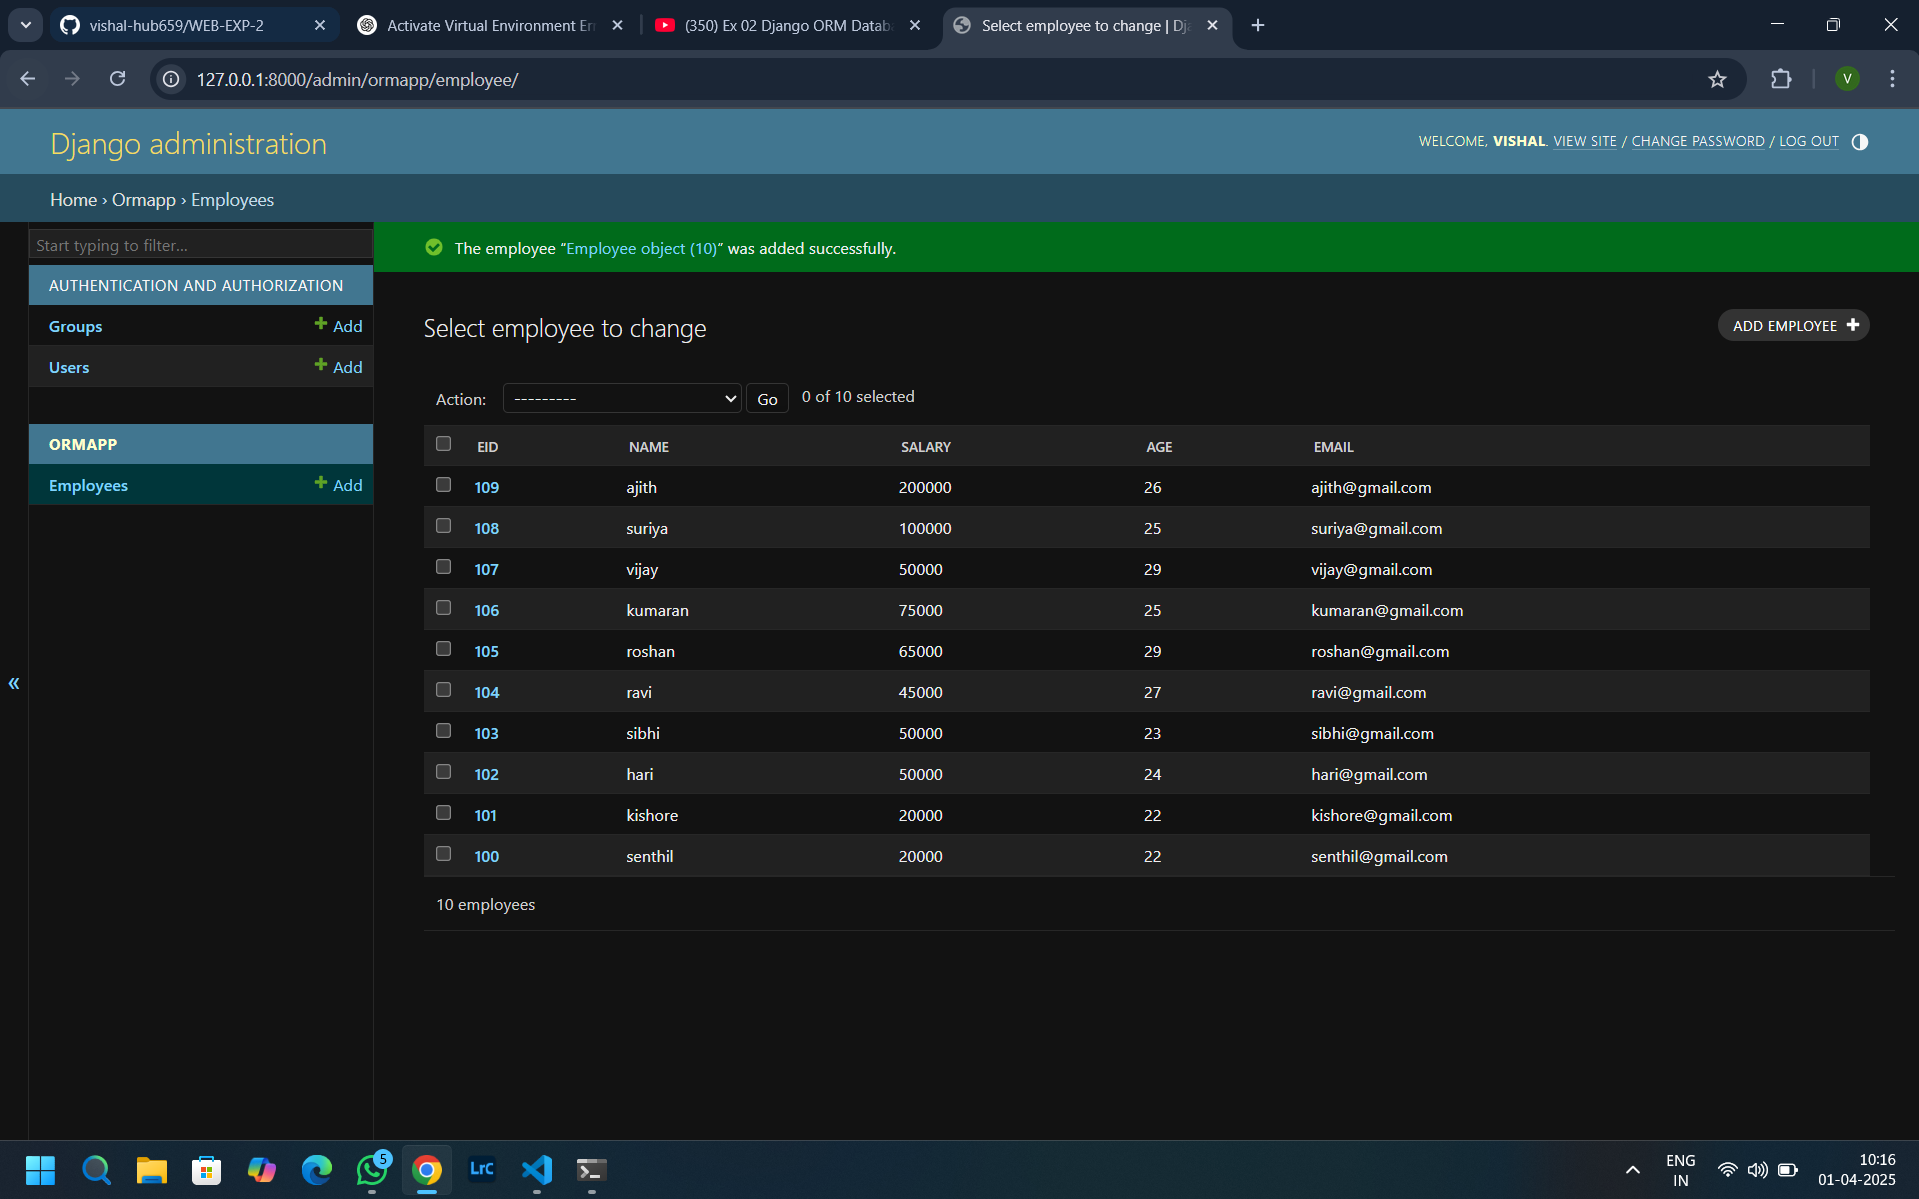 vishal-hub659/WEB-EXP-2
Activate Virtual Environment Er
(350) Ex 02 Django ORM Datab
Select employee to change | Dj
127.0.0.1:8000/admin/ormapp/employee/
V
Django administration
WELCOME, VISHAL. VIEW SITE / CHANGE PASSWORD / LOG OUT
Home › Ormapp › Employees
Start typing to filter...
The employee “Employee object (10)” was added successfully.
AUTHENTICATION AND AUTHORIZATION
Groups Add
Users Add
ORMAPP
Employees Add
«
Select employee to change
ADD EMPLOYEE
Action: --------- Go 0 of 10 selected
EID NAME SALARY AGE EMAIL
109 ajith 200000 26 ajith@gmail.com
108 suriya 100000 25 suriya@gmail.com
107 vijay 50000 29 vijay@gmail.com
106 kumaran 75000 25 kumaran@gmail.com
105 roshan 65000 29 roshan@gmail.com
104 ravi 45000 27 ravi@gmail.com
103 sibhi 50000 23 sibhi@gmail.com
102 hari 50000 24 hari@gmail.com
101 kishore 20000 22 kishore@gmail.com
100 senthil 20000 22 senthil@gmail.com
10 employees
5
LrC
ENG
IN
10:16
01-04-2025